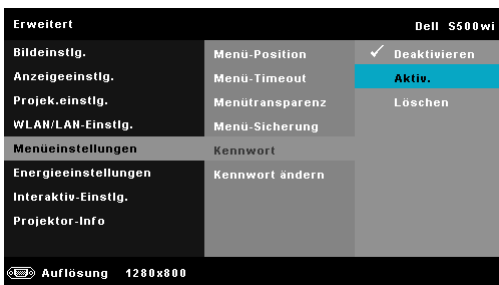 Erweitert Dell S500wi
Bildeinstlg. Menü-Position ✓ Deaktivieren
Anzeigeeinstlg. Menü-Timeout Aktiv.
Projek.einstlg. Menütransparenz Löschen
WLAN/LAN-Einstlg. Menü-Sicherung
Menüeinstellungen Kennwort
Energieeinstellungen Kennwort ändern
Interaktiv-Einstlg.
Projektor-Info
Auflösung 1280x800